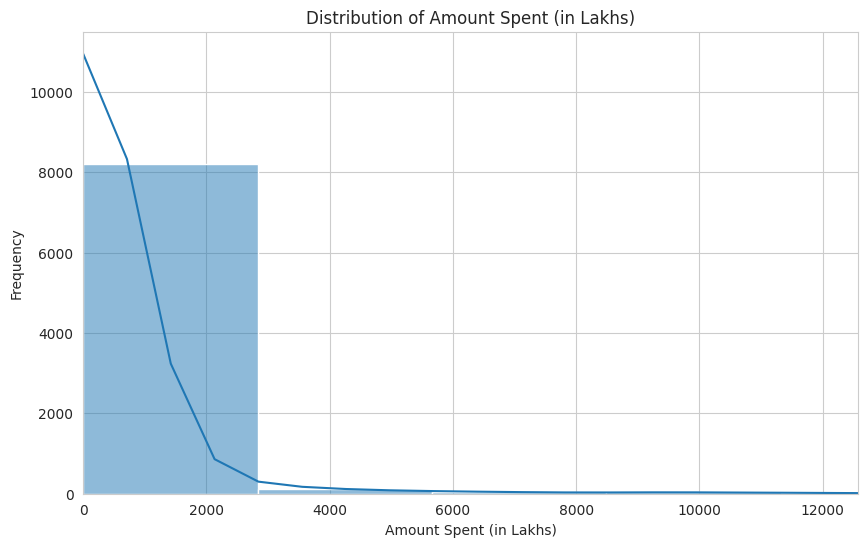 Distribution of Amount Spent (in Lakhs)
10000
8000
6000
4000
2000
0
Frequency
0 2000 4000 6000 8000 10000 12000
Amount Spent (in Lakhs)